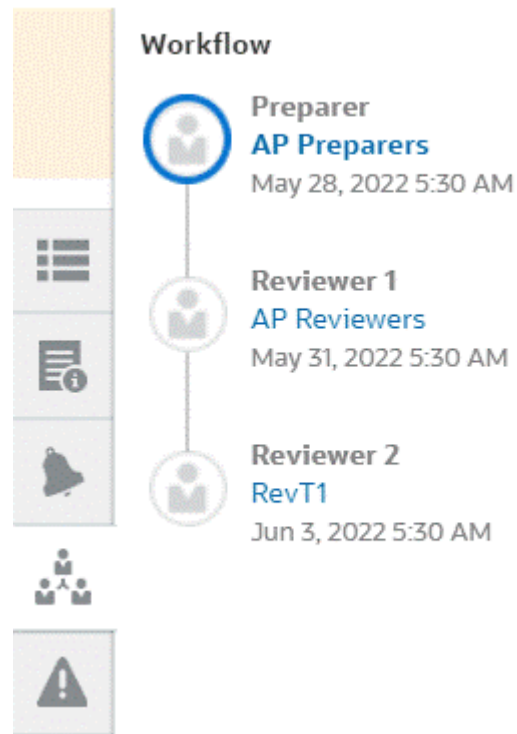 Workflow
Preparer
AP Preparers
May 28, 2022 5:30 AM
Reviewer 1
AP Reviewers
May 31, 2022 5:30 AM
Reviewer 2
RevT1
Jun 3, 2022 5:30 AM